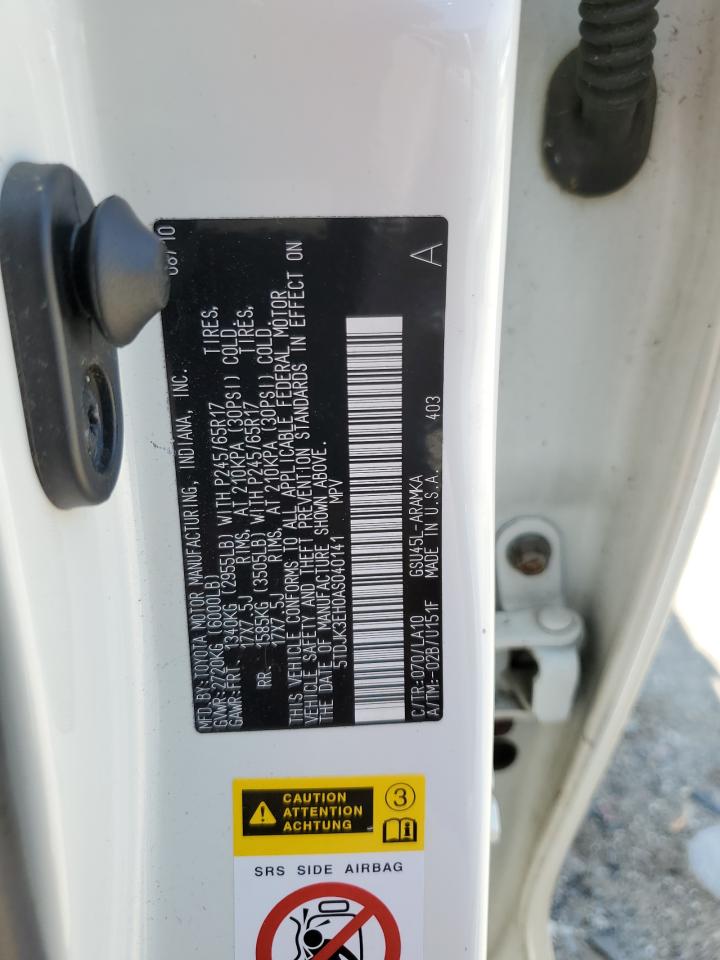 MFD.BY:TOYOTA MOTOR MANUFACTURING, INDIANA, INC. 08/10
GVWR:2720KG (6000LB)
GAWR:FRT 1340KG (2955LB) WITH P245/65R17 TIRES,
17X7.5J RIMS, AT 210KPA (30PSI) COLD.
RR. 1585KG (3505LB) WITH P245/65R17 TIRES,
17X7.5J RIMS, AT 210KPA (30PSI) COLD.
THIS VEHICLE CONFORMS TO ALL APPLICABLE FEDERAL MOTOR
VEHICLE SAFETY AND THEFT PREVENTION STANDARDS IN EFFECT ON
THE DATE OF MANUFACTURE SHOWN ABOVE.
5TDJK3EH0AS040141 MPV
C/TR:070/LA10 GSU45L-ARAMKA 403 A
A/TM:-02B/U151F MADE IN U.S.A.
CAUTION
ATTENTION
ACHTUNG
3
SRS SIDE AIRBAG